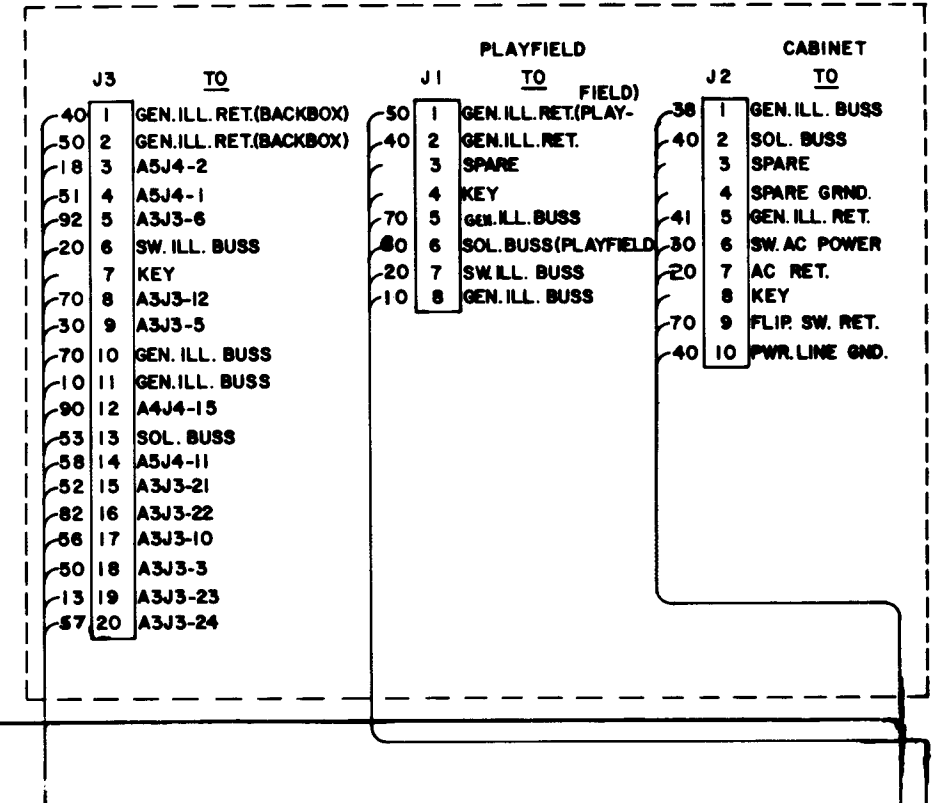 J3 TO
40 1 GEN.ILL.RET.(BACKBOX)
50 2 GEN.ILL.RET.(BACKBOX)
18 3 A5J4-2
51 4 A5J4-1
92 5 A3J3-6
20 6 SW.ILL.BUSS
7 KEY
70 8 A3J3-12
30 9 A3J3-5
70 10 GEN.ILL.BUSS
10 11 GEN.ILL.BUSS
90 12 A4J4-15
53 13 SOL.BUSS
58 14 A5J4-11
52 15 A3J3-21
82 16 A3J3-22
56 17 A3J3-10
50 18 A3J3-3
13 19 A3J3-23
57 20 A3J3-24
PLAYFIELD
J1 TO
FIELD)
50 1 GEN.ILL.RET.(PLAY-
40 2 GEN.ILL.RET.
3 SPARE
4 KEY
70 5 GEN.ILL.BUSS
60 6 SOL.BUSS(PLAYFIELD
20 7 SW.ILL. BUSS
10 8 GEN.ILL. BUSS
CABINET
J2 TO
38 1 GEN.ILL. BUSS
40 2 SOL. BUSS
3 SPARE
4 SPARE GRND.
41 5 GEN. ILL. RET.
30 6 SW.AC POWER
20 7 AC RET.
8 KEY
70 9 FLIP. SW. RET.
40 10 PWR.LINE GND.